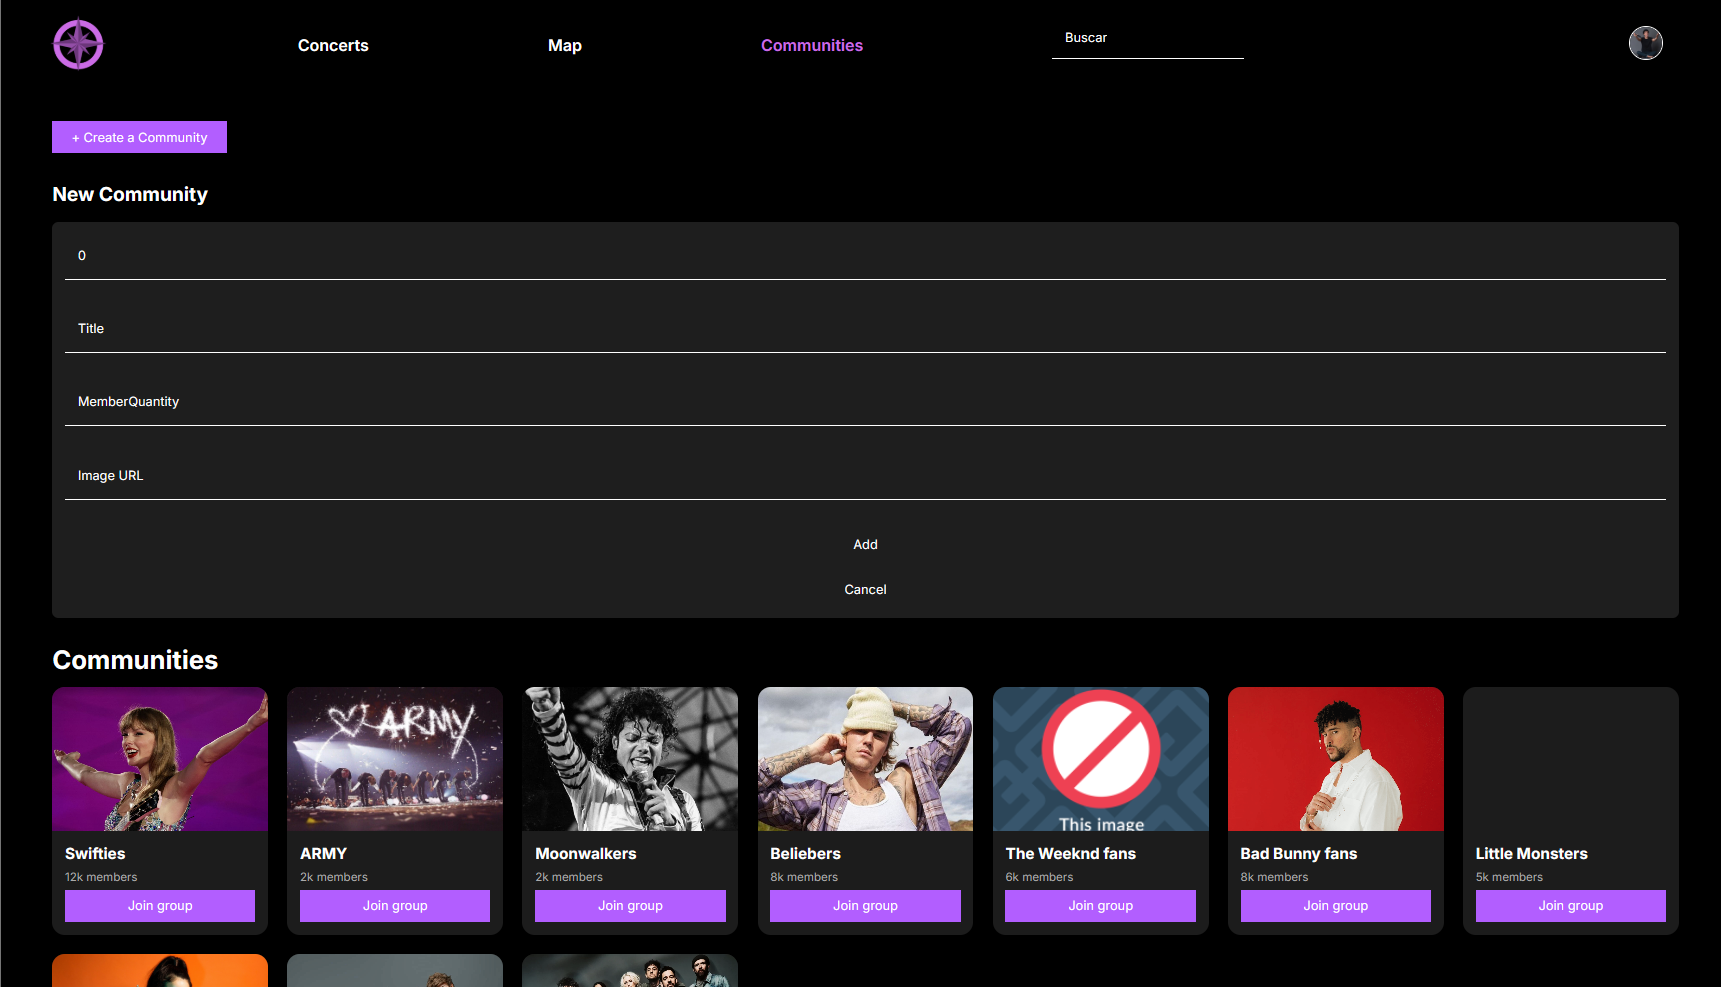 Concerts
Map
Communities
Buscar
+ Create a Community
New Community
0
Title
MemberQuantity
Image URL
Add
Cancel
Communities
ARMY
This image
Swifties
12k members
Join group
ARMY
2k members
Join group
Moonwalkers
2k members
Join group
Beliebers
8k members
Join group
The Weeknd fans
6k members
Join group
Bad Bunny fans
8k members
Join group
Little Monsters
5k members
Join group